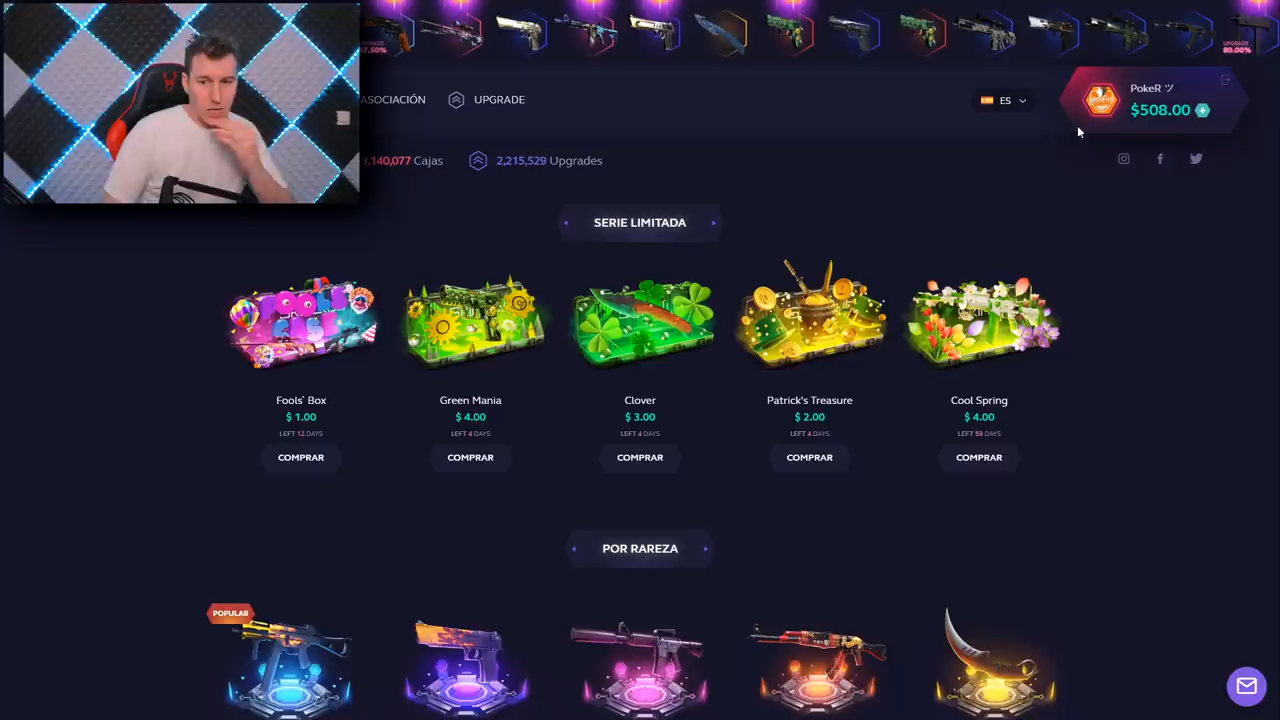 UPGRADE
80.00%
ASOCIACIÓN
UPGRADE
ES
PokeR ツ
$508.00
3,140,077 Cajas
2,215,529 Upgrades
SERIE LIMITADA
Fools' Box
$ 1.00
LEFT 12 DAYS
COMPRAR
Green Mania
$ 4.00
LEFT 4 DAYS
COMPRAR
Clover
$ 3.00
LEFT 4 DAYS
COMPRAR
Patrick's Treasure
$ 2.00
LEFT 4 DAYS
COMPRAR
Cool Spring
$ 4.00
LEFT 59 DAYS
COMPRAR
POR RAREZA
POPULAR